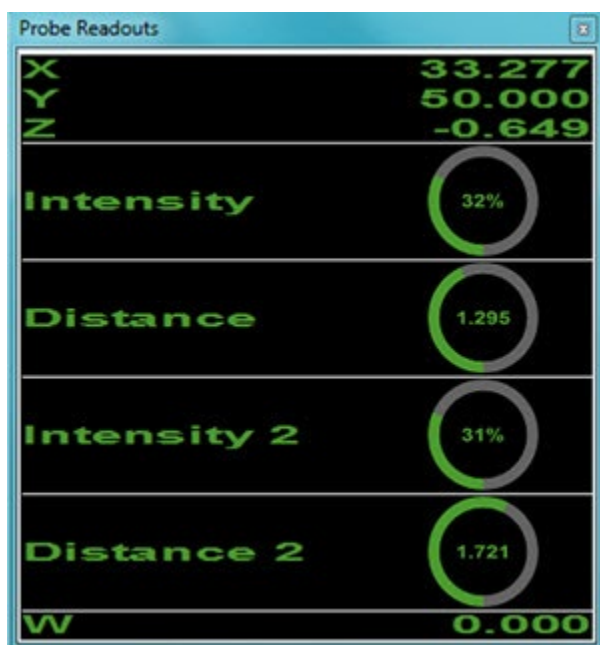 Probe Readouts
X 33.277
Y 50.000
Z -0.649
Intensity 32%
Distance 1.295
Intensity 2 31%
Distance 2 1.721
W 0.000